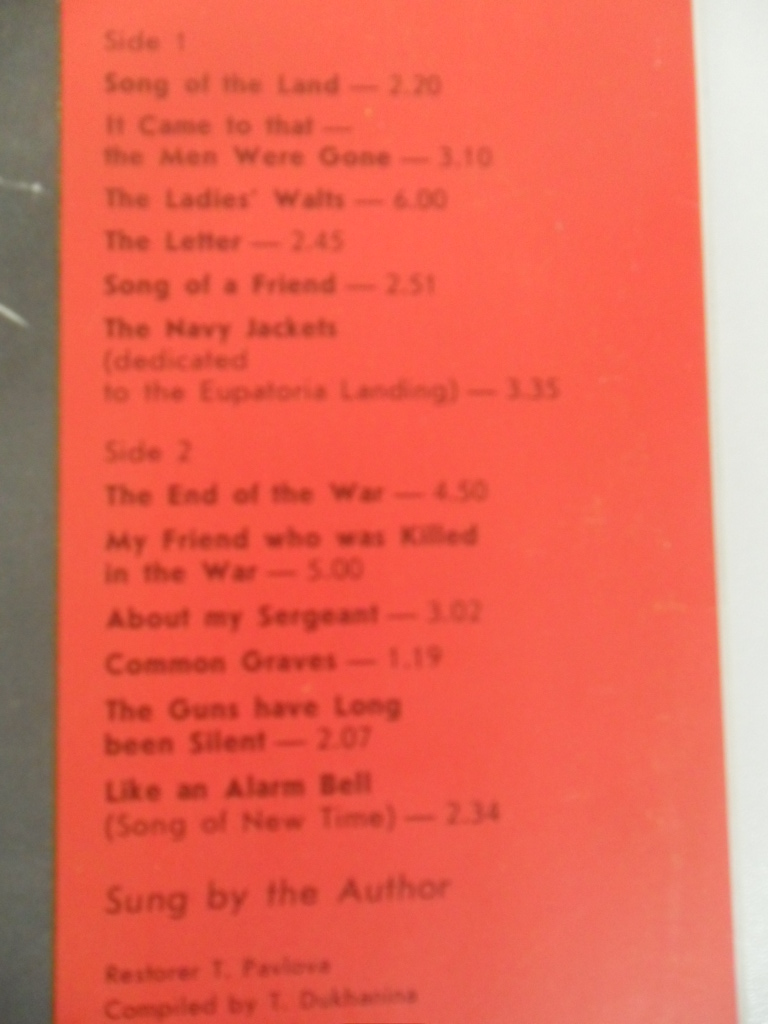 Side 1
Song of the Land — 2.20
It Came to that —
the Men Were Gone — 3.10
The Ladies' Walts — 6.00
The Letter — 2.45
Song of a Friend — 2.51
The Navy Jackets
(dedicated
to the Eupatoria Landing) — 3.35
Side 2
The End of the War — 4.50
My Friend who was Killed
in the War — 5.00
About my Sergeant — 3.02
Common Graves — 1.19
The Guns have Long
been Silent — 2.07
Like an Alarm Bell
(Song of New Time) — 2.34
Sung by the Author
Restorer T. Pavlova
Compiled by T. Dukhanina